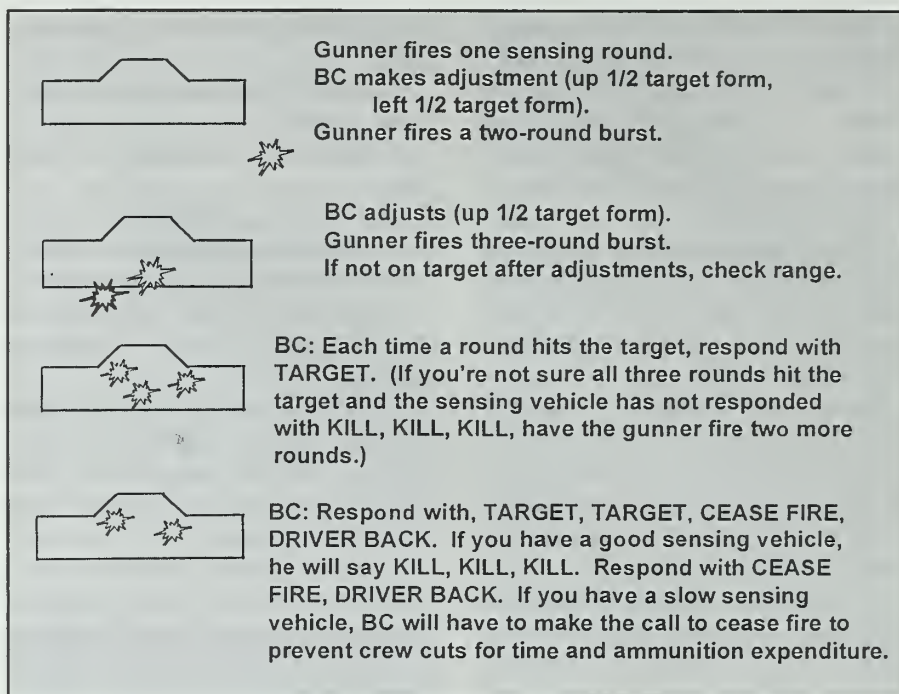 Gunner fires one sensing round.
BC makes adjustment (up 1/2 target form,
left 1/2 target form).
Gunner fires a two-round burst.
BC adjusts (up 1/2 target form).
Gunner fires three-round burst.
If not on target after adjustments, check range.
BC: Each time a round hits the target, respond with
TARGET. (If you're not sure all three rounds hit the
target and the sensing vehicle has not responded
with KILL, KILL, KILL, have the gunner fire two more
rounds.)
BC: Respond with, TARGET, TARGET, CEASE FIRE,
DRIVER BACK. If you have a good sensing vehicle,
he will say KILL, KILL, KILL. Respond with CEASE
FIRE, DRIVER BACK. If you have a slow sensing
vehicle, BC will have to make the call to cease fire to
prevent crew cuts for time and ammunition expenditure.